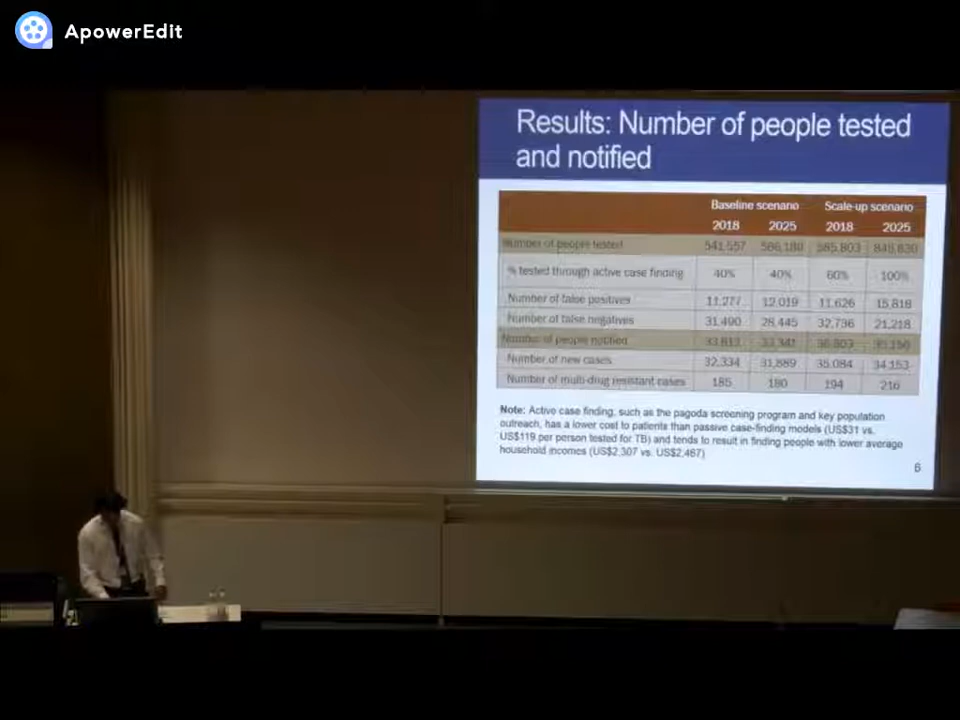 ApowerEdit
Results: Number of people tested
and notified
Baseline scenario Scale-up scenario
2018 2025 2018 2025
Number of people tested 541,557
% tested through active case finding 40% 40% 60% 100%
Number of false positives 11,277 12,019 11,626 15,818
Number of false negatives 31,490 28,445 32,736 21,218
Number of people notified
Number of new cases 32,334 31,889 35,084 34,153
Number of multi-drug resistant cases 185 180 194 216
Note: Active case finding, such as the pagoda screening program and key population
outreach, has a lower cost to patients than passive case-finding models (US$31 vs.
US$119 per person tested for TB) and tends to result in finding people with lower average
household incomes (US$2,307 vs. US$2,467)
6